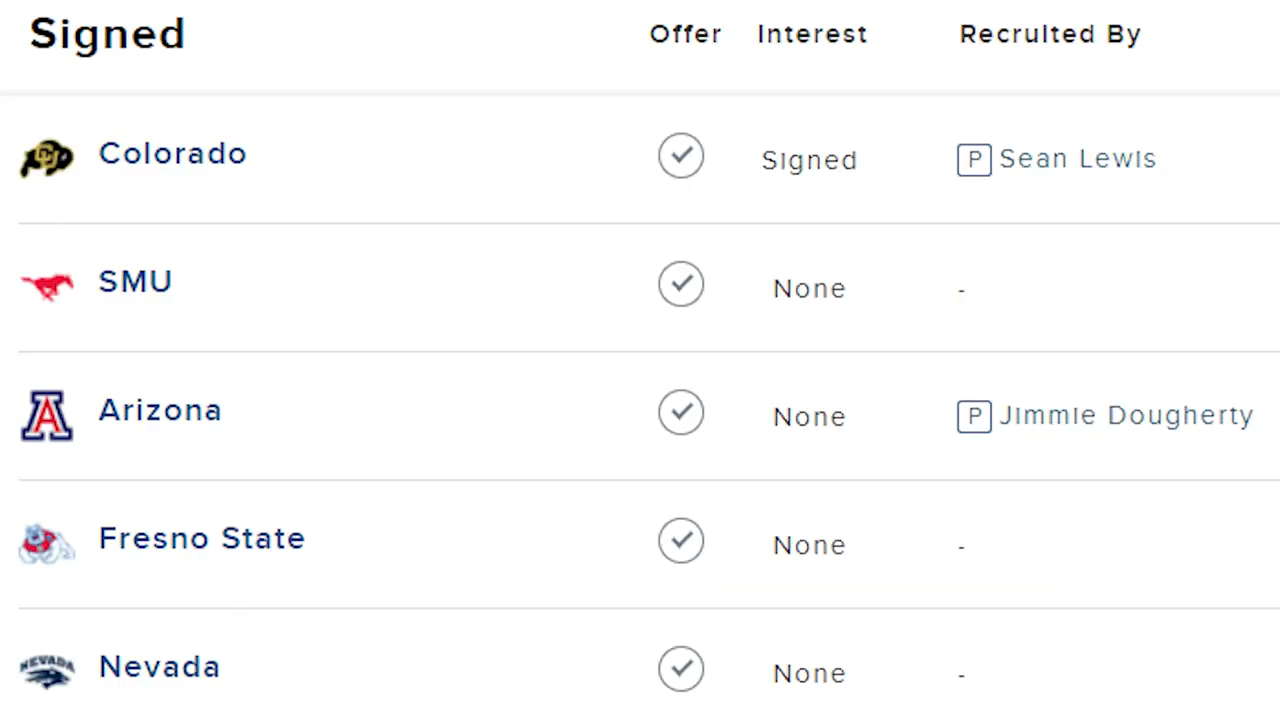 Signed Offer Interest Recruited By
Colorado Signed P Sean Lewis
SMU None -
Arizona None P Jimmie Dougherty
Fresno State None -
NEVADA Nevada None -